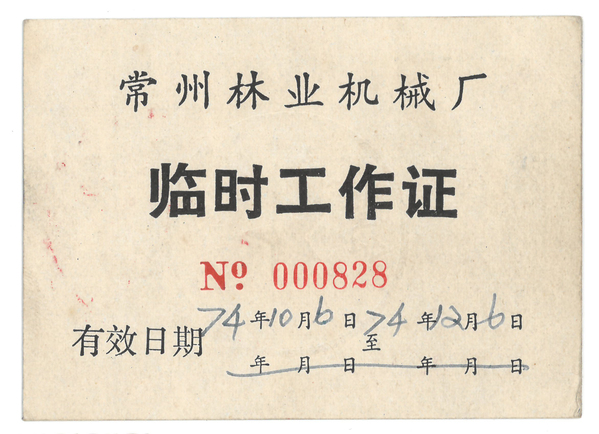 常州林业机械厂
临时工作证
Nº 000828
有效日期 74年10月6日至74年12月6日
年 月 日 年 月 日